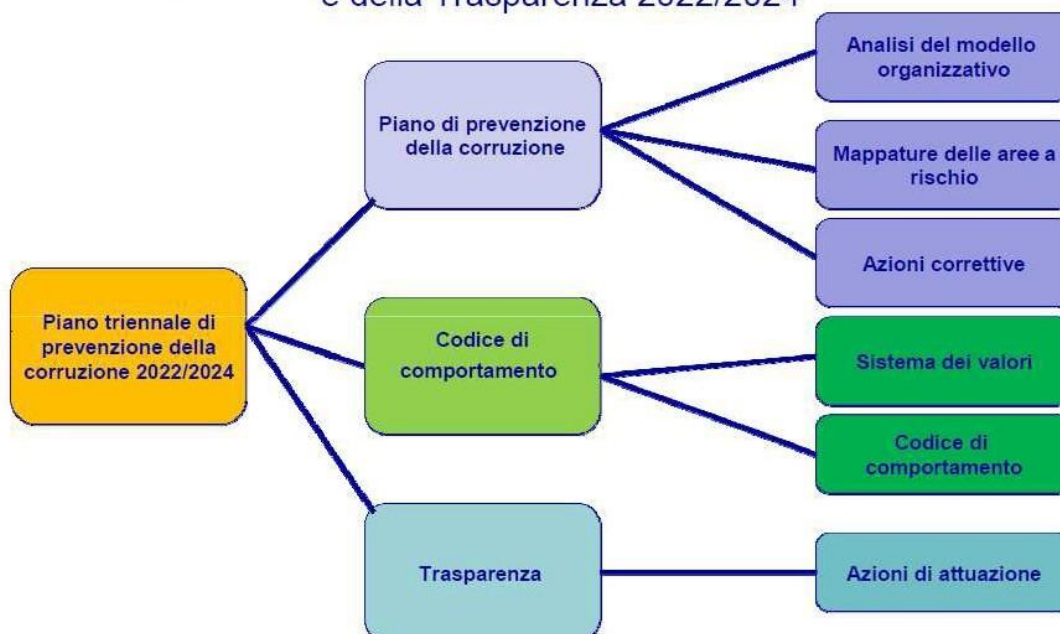 e della Trasparenza 2022/2024
Analisi del modello
organizzativo
Piano di prevenzione
della corruzione
Mappature delle aree a
rischio
Azioni correttive
Piano triennale di
prevenzione della
corruzione 2022/2024
Codice di
comportamento
Sistema dei valori
Codice di
comportamento
Trasparenza
Azioni di attuazione